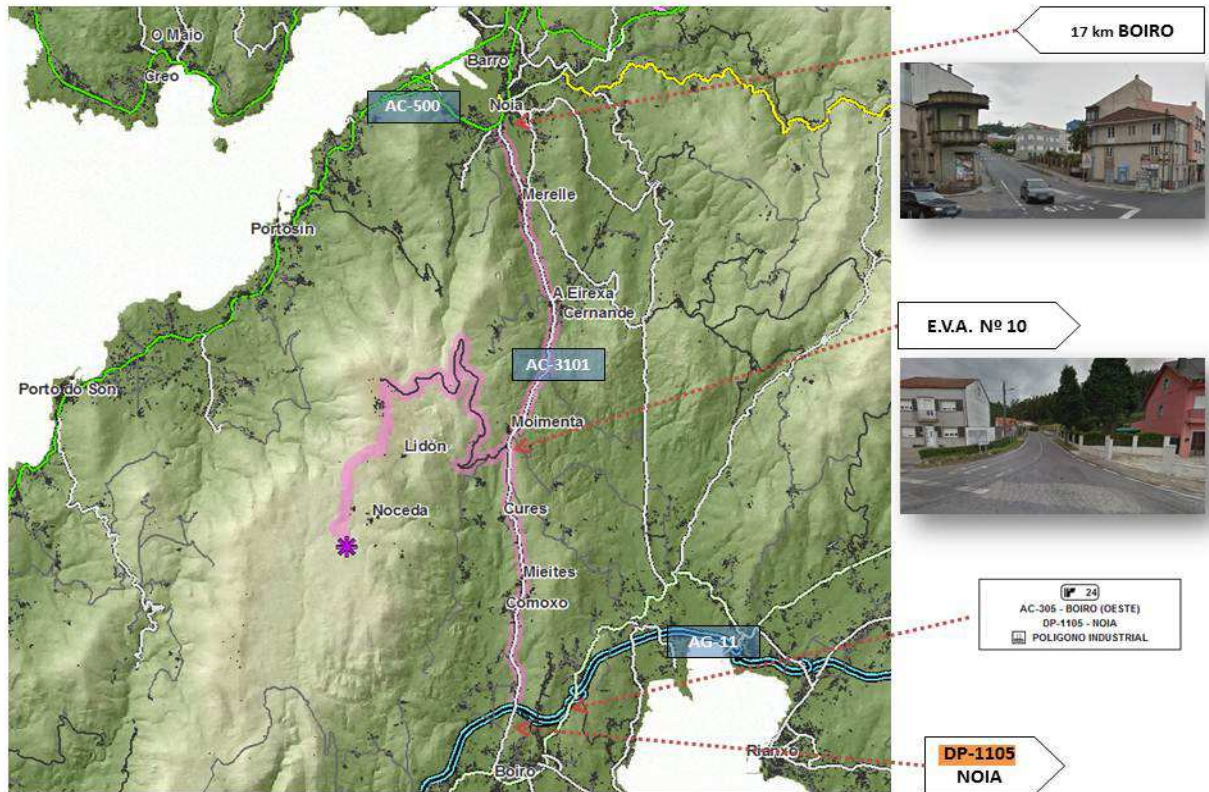 O Maio
Creo
Barro
AC-500
Noia
Merelle
Portosín
A Eirexa
Cernande
AC-3101
Porto do Son
Moimenta
Lidón
Noceda
Cures
Mieites
Comoxo
AG-11
Rianxo
Boiro
17 km BOIRO
E.V.A. Nº 10
24
AC-305 - BOIRO (OESTE)
DP-1105 - NOIA
POLIGONO INDUSTRIAL
DP-1105
NOIA